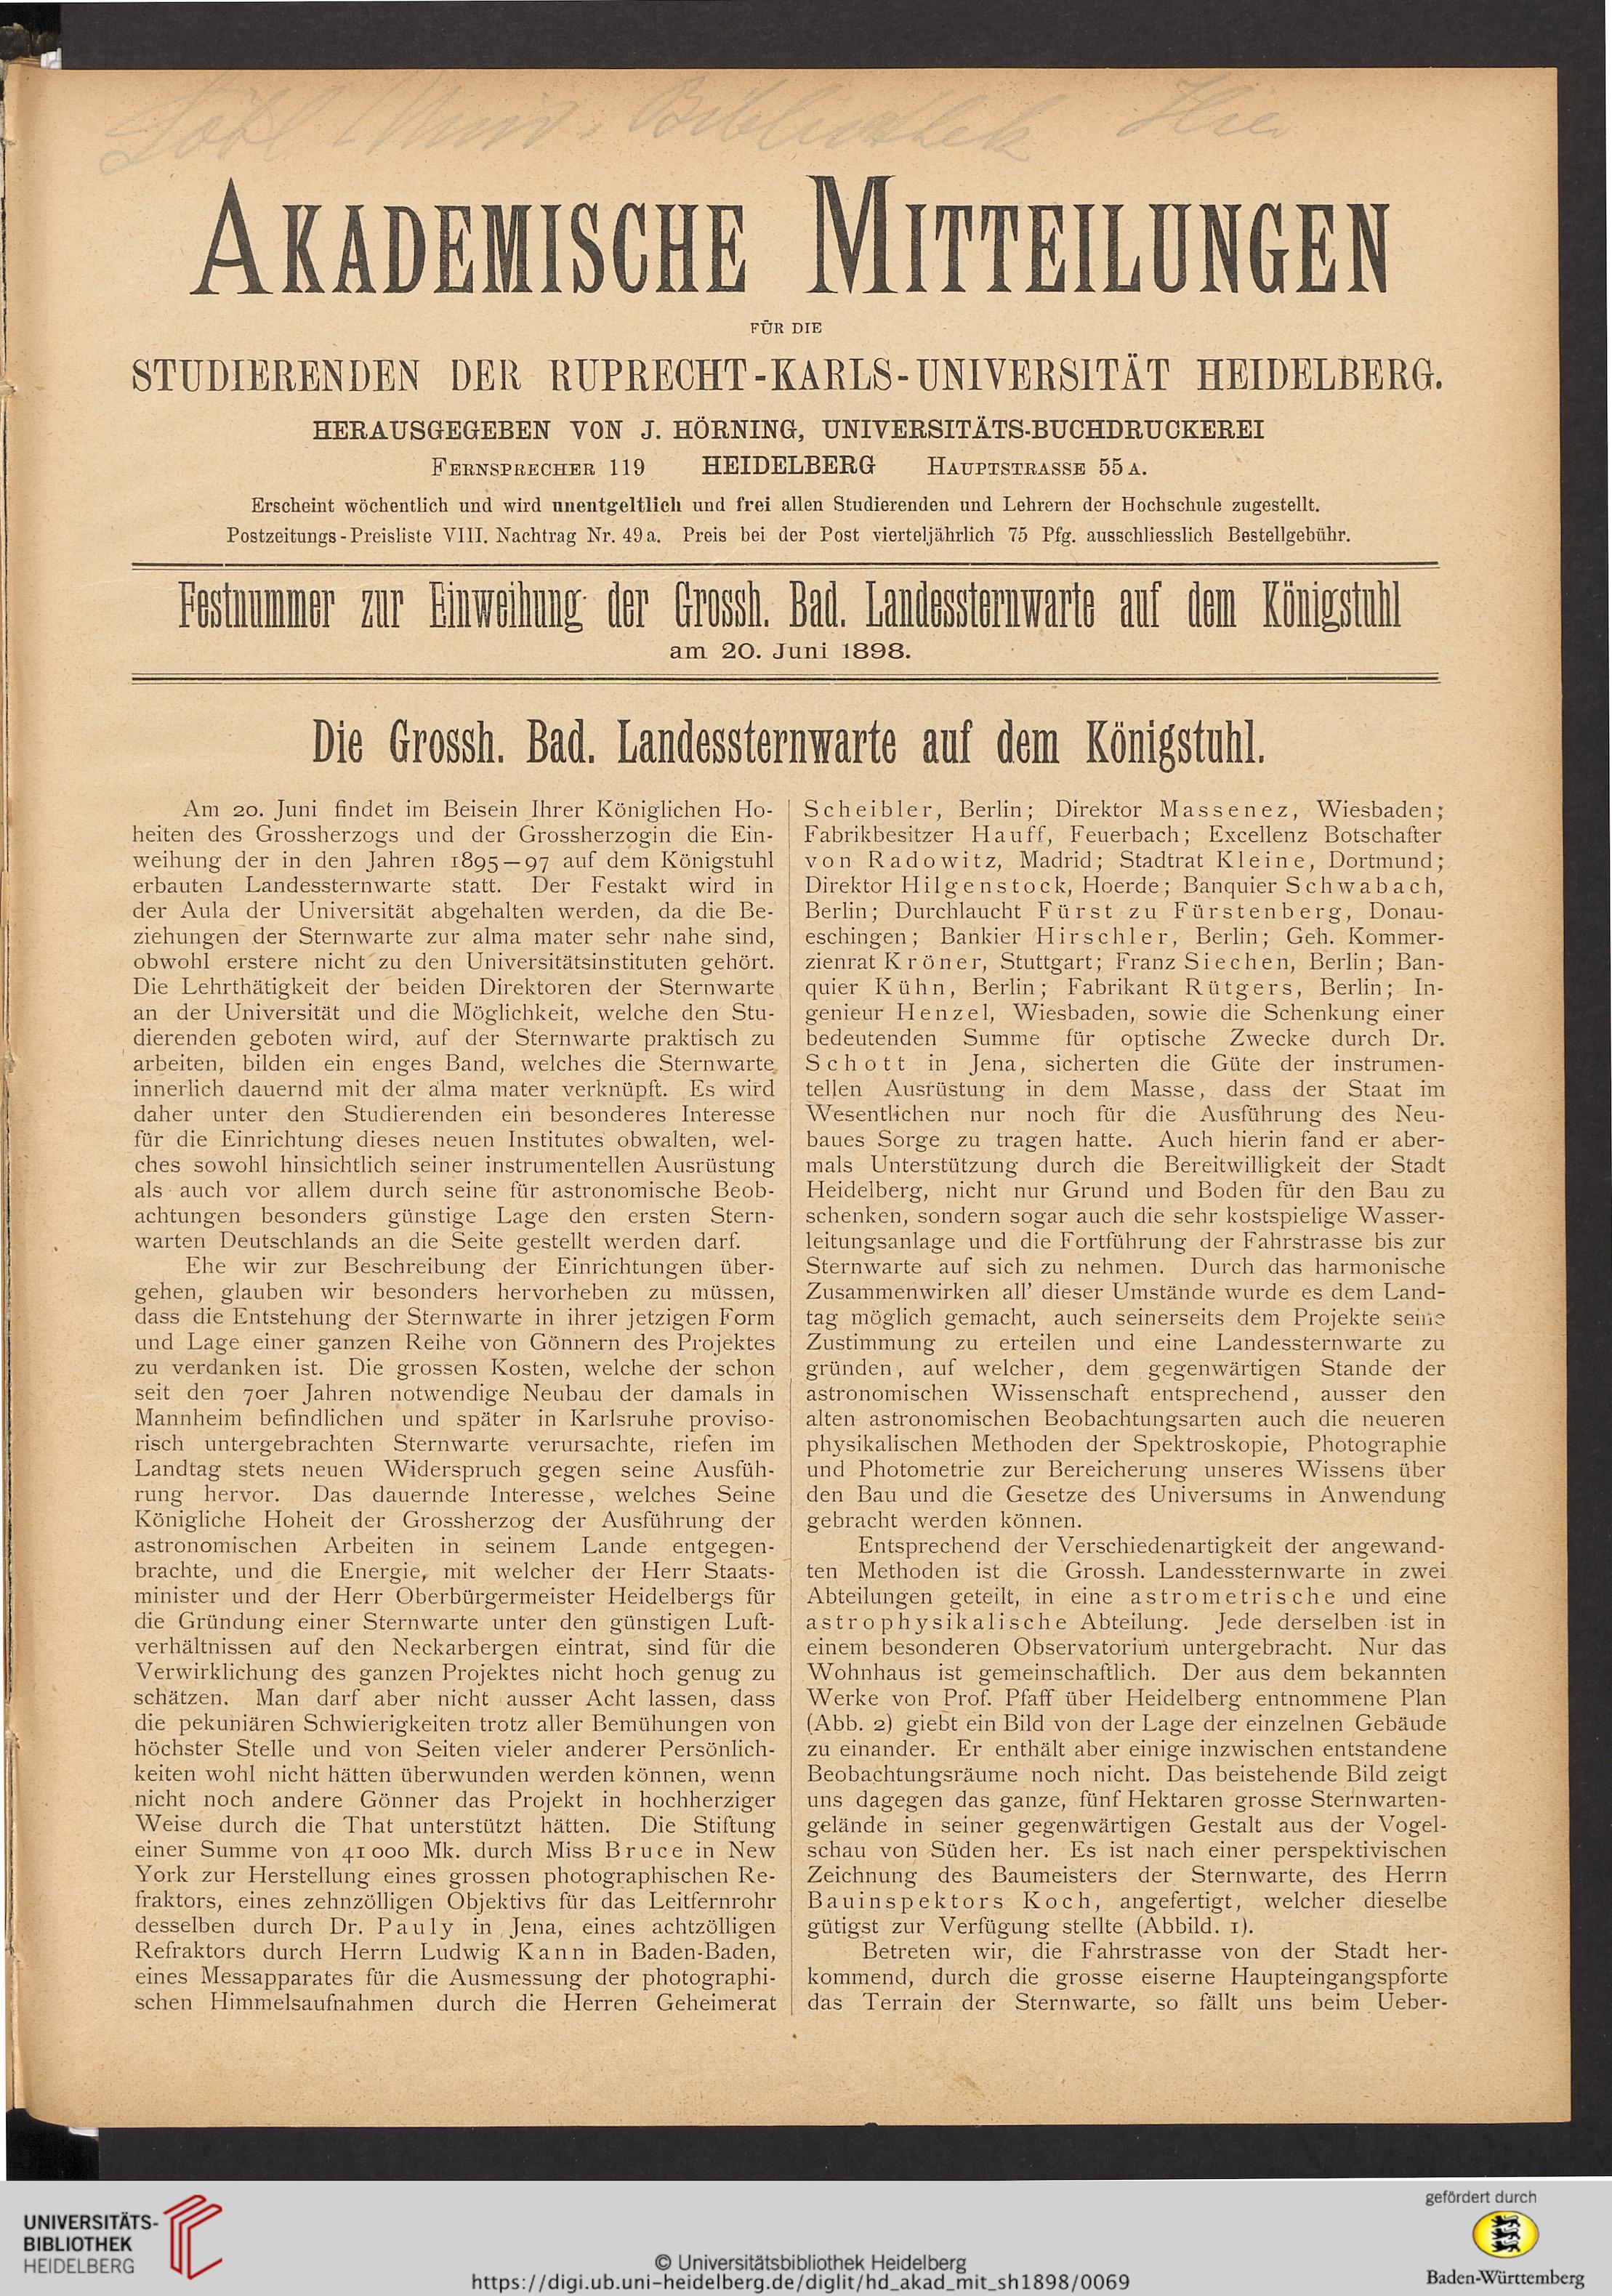 Bibliothek Hier
AKADEMISCHE MITTEILUNGEN
FÜR DIE
STUDIERENDEN DER RUPRECHT-KARLS-UNIVERSITÄT HEIDELBERG.
HERAUSGEGEBEN VON J. HÖRNING, UNIVERSITÄTS-BUCHDRUCKEREI
FERNSPRECHER 119 HEIDELBERG HAUPTSTRASSE 55A.
Erscheint wöchentlich und wird unentgeltlich und frei allen Studierenden und Lehrern der Hochschule zugestellt.
Postzeitungs-Preisliste VIII. Nachtrag Nr. 49a. Preis bei der Post vierteljährlich 75 Pfg. ausschliesslich Bestellgebühr.
Festnummer zur Einweihung der Grossh. Bad. Landessternwarte auf dem Königstuhl
am 20. Juni 1898.
Die Grossh. Bad. Landessternwarte auf dem Königstuhl.
Am 20. Juni findet im Beisein Ihrer Königlichen Ho-
heiten des Grossherzogs und der Grossherzogin die Ein-
weihung der in den Jahren 1895—97 auf dem Königstuhl
erbauten Landessternwarte statt. Der Festakt wird in
der Aula der Universität abgehalten werden, da die Be-
ziehungen der Sternwarte zur alma mater sehr nahe sind,
obwohl erstere nicht zu den Universitätsinstituten gehört.
Die Lehrthätigkeit der beiden Direktoren der Sternwarte
an der Universität und die Möglichkeit, welche den Stu-
dierenden geboten wird, auf der Sternwarte praktisch zu
arbeiten, bilden ein enges Band, welches die Sternwarte
innerlich dauernd mit der alma mater verknüpft. Es wird
daher unter den Studierenden ein besonderes Interesse
für die Einrichtung dieses neuen Institutes obwalten, wel-
ches sowohl hinsichtlich seiner instrumentellen Ausrüstung
als auch vor allem durch seine für astronomische Beob-
achtungen besonders günstige Lage den ersten Stern-
warten Deutschlands an die Seite gestellt werden darf.
Ehe wir zur Beschreibung der Einrichtungen über-
gehen, glauben wir besonders hervorheben zu müssen,
dass die Entstehung der Sternwarte in ihrer jetzigen Form
und Lage einer ganzen Reihe von Gönnern des Projektes
zu verdanken ist. Die grossen Kosten, welche der schon
seit den 70er Jahren notwendige Neubau der damals in
Mannheim befindlichen und später in Karlsruhe proviso-
risch untergebrachten Sternwarte verursachte, riefen im
Landtag stets neuen Widerspruch gegen seine Ausfüh-
rung hervor. Das dauernde Interesse, welches Seine
Königliche Hoheit der Grossherzog der Ausführung der
astronomischen Arbeiten in seinem Lande entgegen-
brachte, und die Energie, mit welcher der Herr Staats-
minister und der Herr Oberbürgermeister Heidelbergs für
die Gründung einer Sternwarte unter den günstigen Luft-
verhältnissen auf den Neckarbergen eintrat, sind für die
Verwirklichung des ganzen Projektes nicht hoch genug zu
schätzen. Man darf aber nicht ausser Acht lassen, dass
die pekuniären Schwierigkeiten trotz aller Bemühungen von
höchster Stelle und von Seiten vieler anderer Persönlich-
keiten wohl nicht hätten überwunden werden können, wenn
nicht noch andere Gönner das Projekt in hochherziger
Weise durch die That unterstützt hätten. Die Stiftung
einer Summe von 41 000 Mk. durch Miss Bruce in New
York zur Herstellung eines grossen photographischen Re-
fraktors, eines zehnzölligen Objektivs für das Leitfernrohr
desselben durch Dr. Pauly in Jena, eines achtzölligen
Refraktors durch Herrn Ludwig Kann in Baden-Baden,
eines Messapparates für die Ausmessung der photographi-
schen Himmelsaufnahmen durch die Herren Geheimerat
Scheibler, Berlin; Direktor Massenez, Wiesbaden;
Fabrikbesitzer Hauff, Feuerbach; Excellenz Botschafter
von Radowitz, Madrid; Stadtrat Kleine, Dortmund;
Direktor Hilgenstock, Hoerde; Banquier Schwabach,
Berlin; Durchlaucht Fürst zu Fürstenberg, Donau-
eschingen; Bankier Hirschler, Berlin; Geh. Kommer-
zienrat Kröner, Stuttgart; Franz Siechen, Berlin; Ban-
quier Kühn, Berlin; Fabrikant Rütgers, Berlin; In-
genieur Henzel, Wiesbaden, sowie die Schenkung einer
bedeutenden Summe für optische Zwecke durch Dr.
Schott in Jena, sicherten die Güte der instrumen-
tellen Ausrüstung in dem Masse, dass der Staat im
Wesentlichen nur noch für die Ausführung des Neu-
baues Sorge zu tragen hatte. Auch hierin fand er aber-
mals Unterstützung durch die Bereitwilligkeit der Stadt
Heidelberg, nicht nur Grund und Boden für den Bau zu
schenken, sondern sogar auch die sehr kostspielige Wasser-
leitungsanlage und die Fortführung der Fahrstrasse bis zur
Sternwarte auf sich zu nehmen. Durch das harmonische
Zusammenwirken all' dieser Umstände wurde es dem Land-
tag möglich gemacht, auch seinerseits dem Projekte seine
Zustimmung zu erteilen und eine Landessternwarte zu
gründen, auf welcher, dem gegenwärtigen Stande der
astronomischen Wissenschaft entsprechend, ausser den
alten astronomischen Beobachtungsarten auch die neueren
physikalischen Methoden der Spektroskopie, Photographie
und Photometrie zur Bereicherung unseres Wissens über
den Bau und die Gesetze des Universums in Anwendung
gebracht werden können.
Entsprechend der Verschiedenartigkeit der angewand-
ten Methoden ist die Grossh. Landessternwarte in zwei
Abteilungen geteilt, in eine astrometrische und eine
astrophysikalische Abteilung. Jede derselben ist in
einem besonderen Observatorium untergebracht. Nur das
Wohnhaus ist gemeinschaftlich. Der aus dem bekannten
Werke von Prof. Pfaff über Heidelberg entnommene Plan
(Abb. 2) giebt ein Bild von der Lage der einzelnen Gebäude
zu einander. Er enthält aber einige inzwischen entstandene
Beobachtungsräume noch nicht. Das beistehende Bild zeigt
uns dagegen das ganze, fünf Hektaren grosse Sternwarten-
gelände in seiner gegenwärtigen Gestalt aus der Vogel-
schau von Süden her. Es ist nach einer perspektivischen
Zeichnung des Baumeisters der Sternwarte, des Herrn
Bauinspektors Koch, angefertigt, welcher dieselbe
gütigst zur Verfügung stellte (Abbild. 1).
Betreten wir, die Fahrstrasse von der Stadt her-
kommend, durch die grosse eiserne Haupteingangspforte
das Terrain der Sternwarte, so fällt uns beim Ueber-
UNIVERSITÄTS-
BIBLIOTHEK
HEIDELBERG
© Universitätsbibliothek Heidelberg
https://digi.ub.uni-heidelberg.de/diglit/hd_akad_mit_sh1898/0069
gefördert durch
Baden-Württemberg